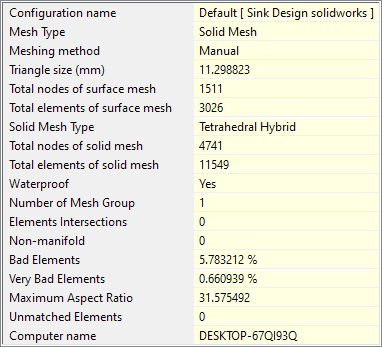 Configuration name Default [ Sink Design solidworks ]
Mesh Type Solid Mesh
Meshing method Manual
Triangle size (mm) 11.298823
Total nodes of surface mesh 1511
Total elements of surface mesh 3026
Solid Mesh Type Tetrahedral Hybrid
Total nodes of solid mesh 4741
Total elements of solid mesh 11549
Waterproof Yes
Number of Mesh Group 1
Elements Intersections 0
Non-manifold 0
Bad Elements 5.783212 %
Very Bad Elements 0.660939 %
Maximum Aspect Ratio 31.575492
Unmatched Elements 0
Computer name DESKTOP-67QI93Q